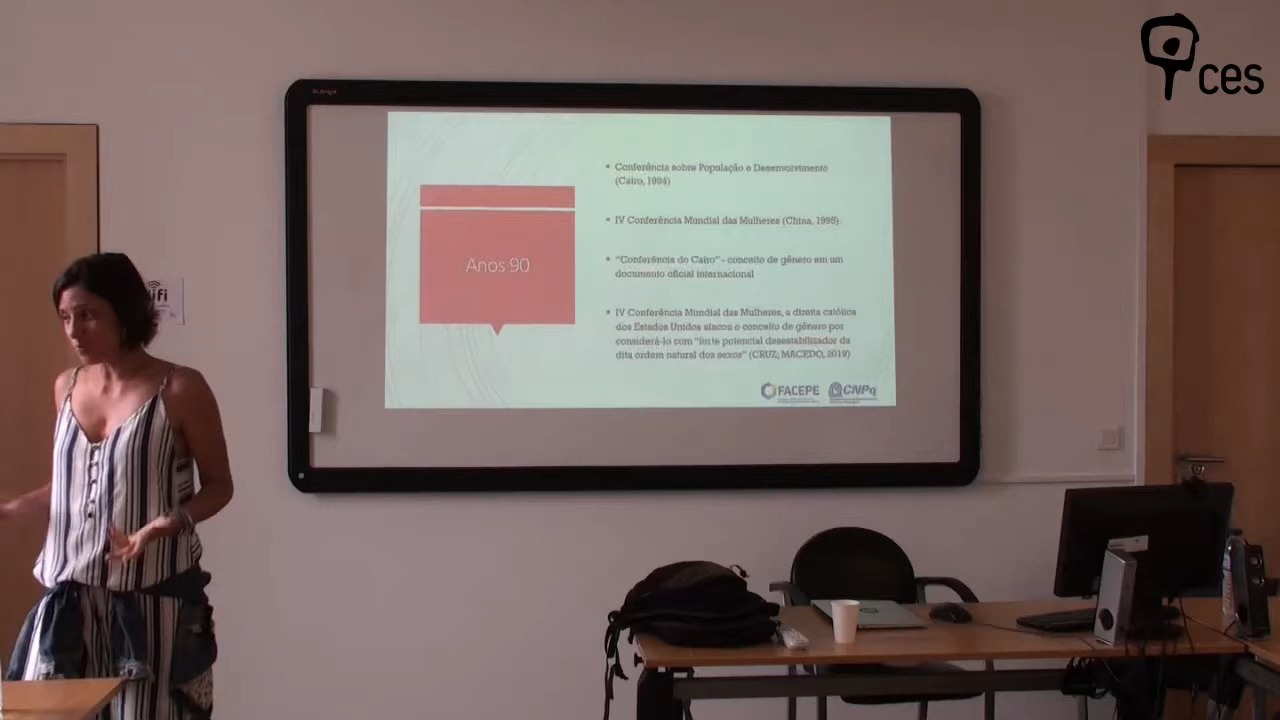 ces
Anos 90
Conferência sobre População e Desenvolvimento
(Cairo, 1994)
IV Conferência Mundial das Mulheres (China, 1995).
"Conferência do Cairo" - conceito de gênero em um
documento oficial internacional
IV Conferência Mundial das Mulheres, a direita católica
dos Estados Unidos atacou o conceito de gênero por
considerá-lo com "forte potencial desestabilizador da
dita ordem natural dos sexos" (CRUZ; MACEDO, 2019)
FACEPE
CNPq